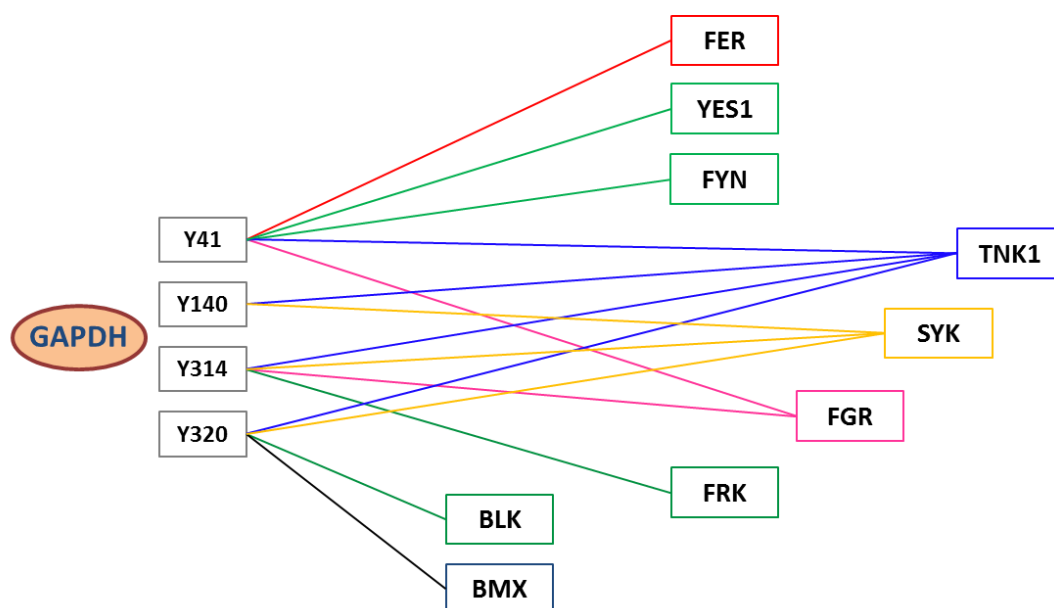 FER
YES1
FYN
Y41
TNK1
Y140
GAPDH
SYK
Y314
FGR
Y320
FRK
BLK
BMX